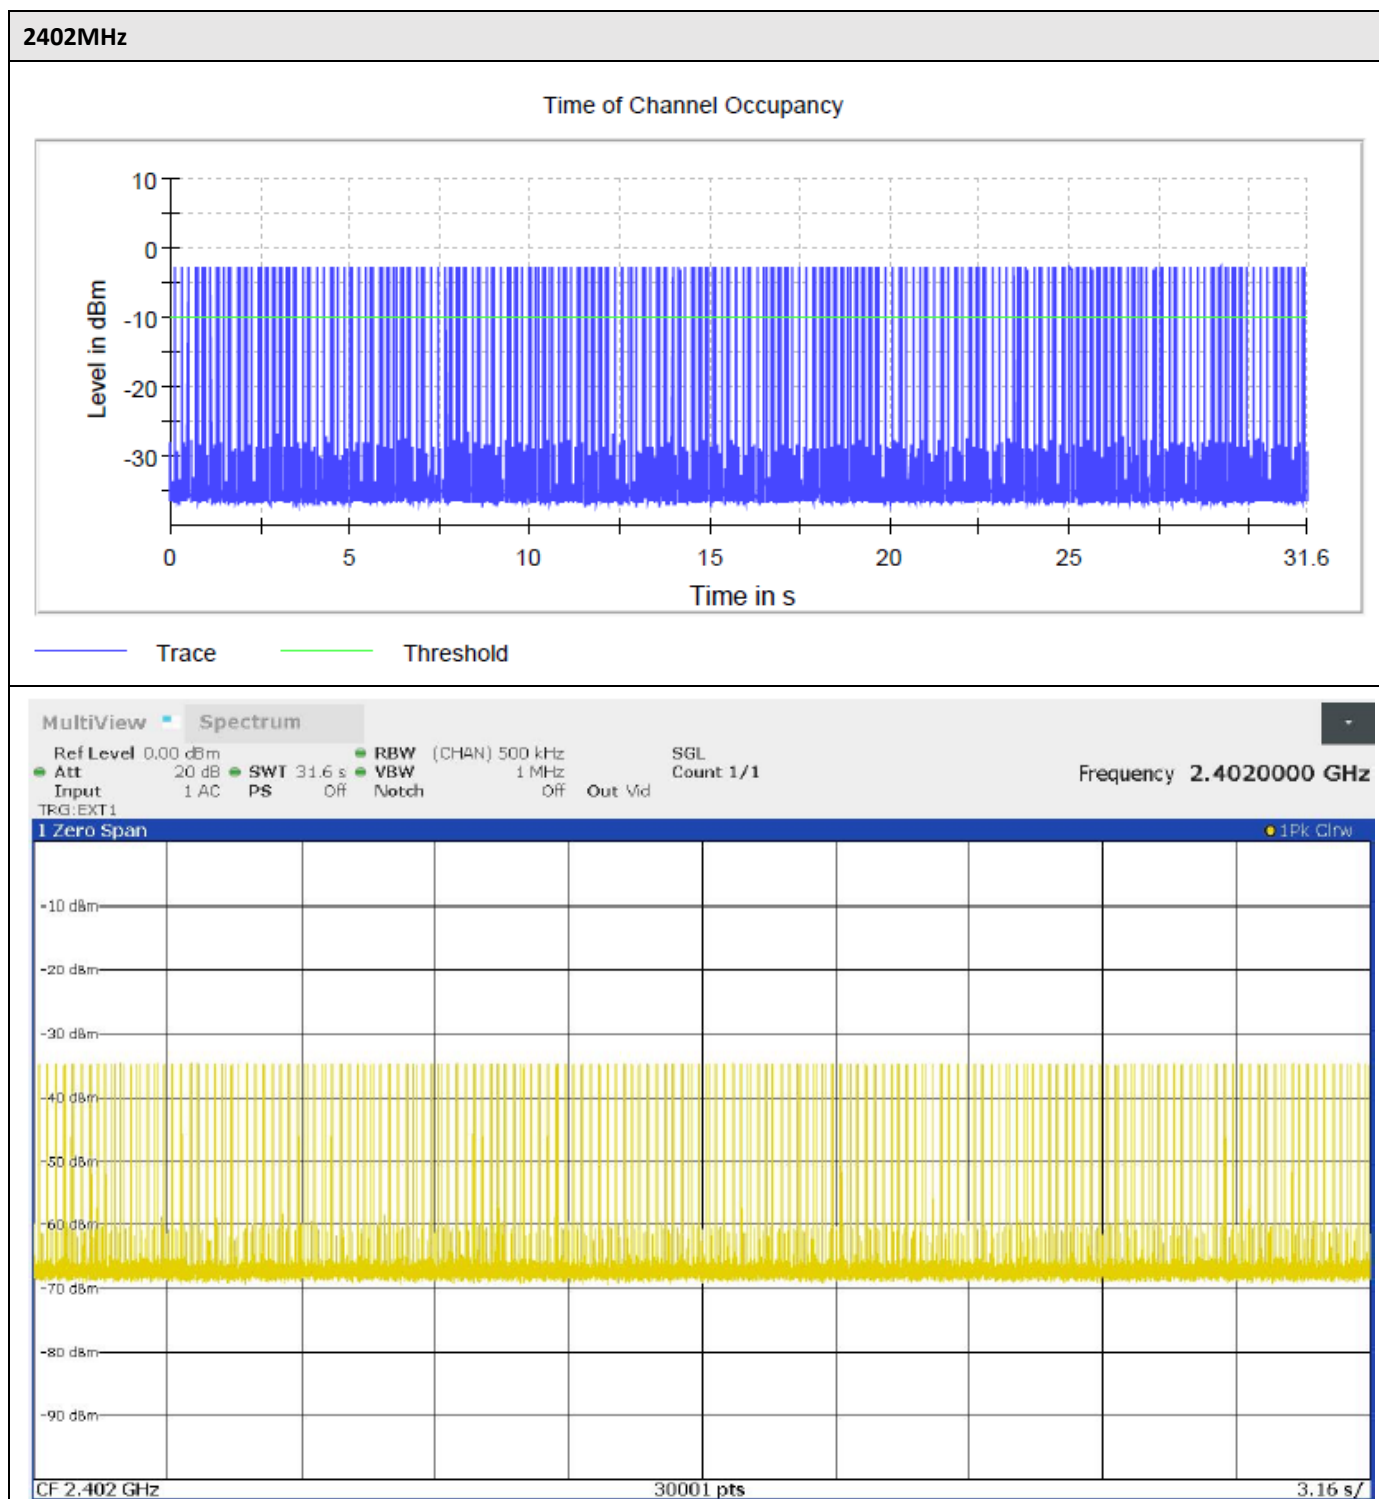 2402MHz
Time of Channel Occupancy
10
0
-10
-20
-30
Level in dBm
0 5 10 15 20 25 31.6
Time in s
Trace Threshold
MultiView Spectrum
Ref Level 0.00 dBm RBW (CHAN) 500 kHz SGL
Att 20 dB SWT 31.6 s VBW 1 MHz Count 1/1 Frequency 2.4020000 GHz
Input 1 AC PS Off Notch Off Out Vid
TRG:EXT1
1 Zero Span 1Pk Clrw
-10 dBm
-20 dBm
-30 dBm
-40 dBm
-50 dBm
-60 dBm
-70 dBm
-80 dBm
-90 dBm
CF 2.402 GHz 30001 pts 3.16 s/